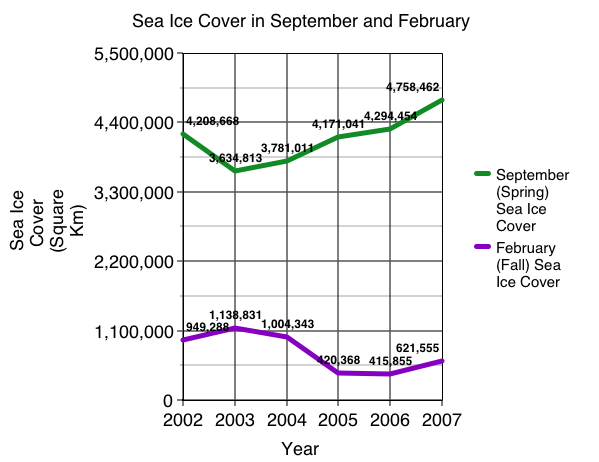 Sea Ice Cover in September and February
5,500,000
4,400,000
3,300,000
2,200,000
1,100,000
0
Sea Ice
Cover
(Square
Km)
4,208,668
3,634,813
3,781,011
4,171,041
4,294,454
4,758,462
949,288
1,138,831
1,004,343
420,368
415,855
621,555
2002 2003 2004 2005 2006 2007
Year
September
(Spring)
Sea Ice
Cover
February
(Fall) Sea
Ice Cover